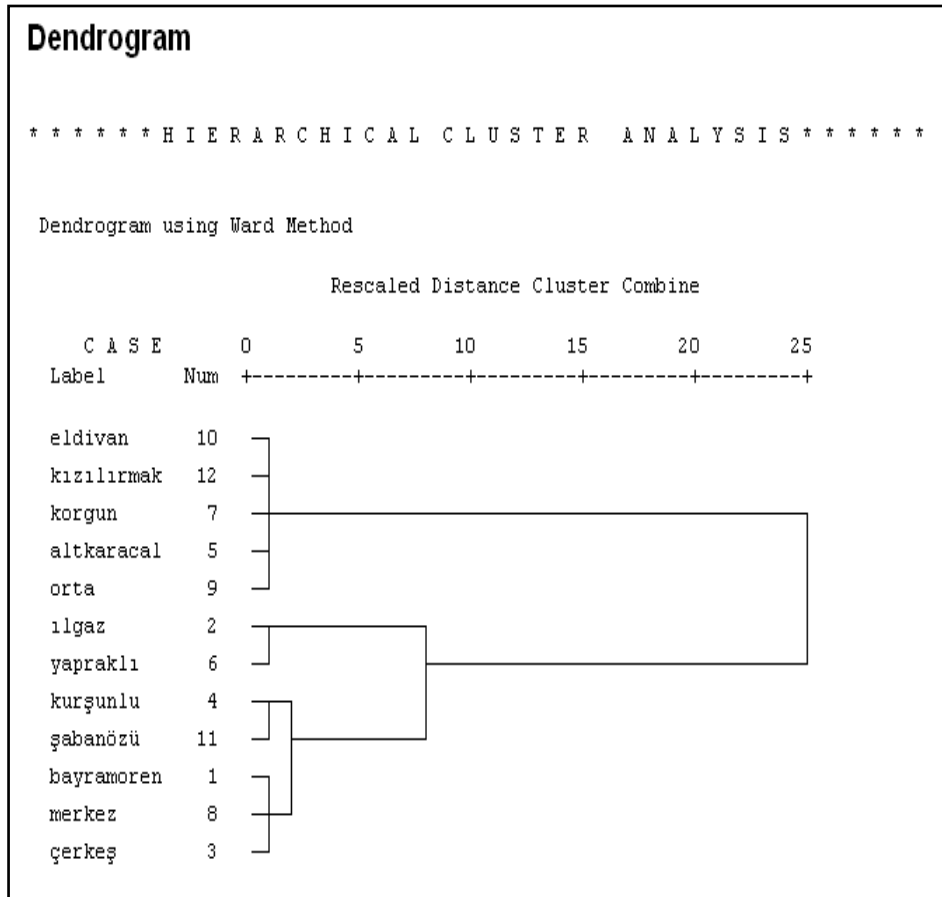 Dendrogram
* * * * * * H I E R A R C H I C A L C L U S T E R A N A L Y S I S * * * * * *
Dendrogram using Ward Method
Rescaled Distance Cluster Combine
C A S E 0 5 10 15 20 25
Label Num +---------+---------+---------+---------+---------+
eldivan 10
kızılırmak 12
korgun 7
altkaracal 5
orta 9
ılgaz 2
yapraklı 6
kurşunlu 4
şabanözü 11
bayramoren 1
merkez 8
çerkeş 3